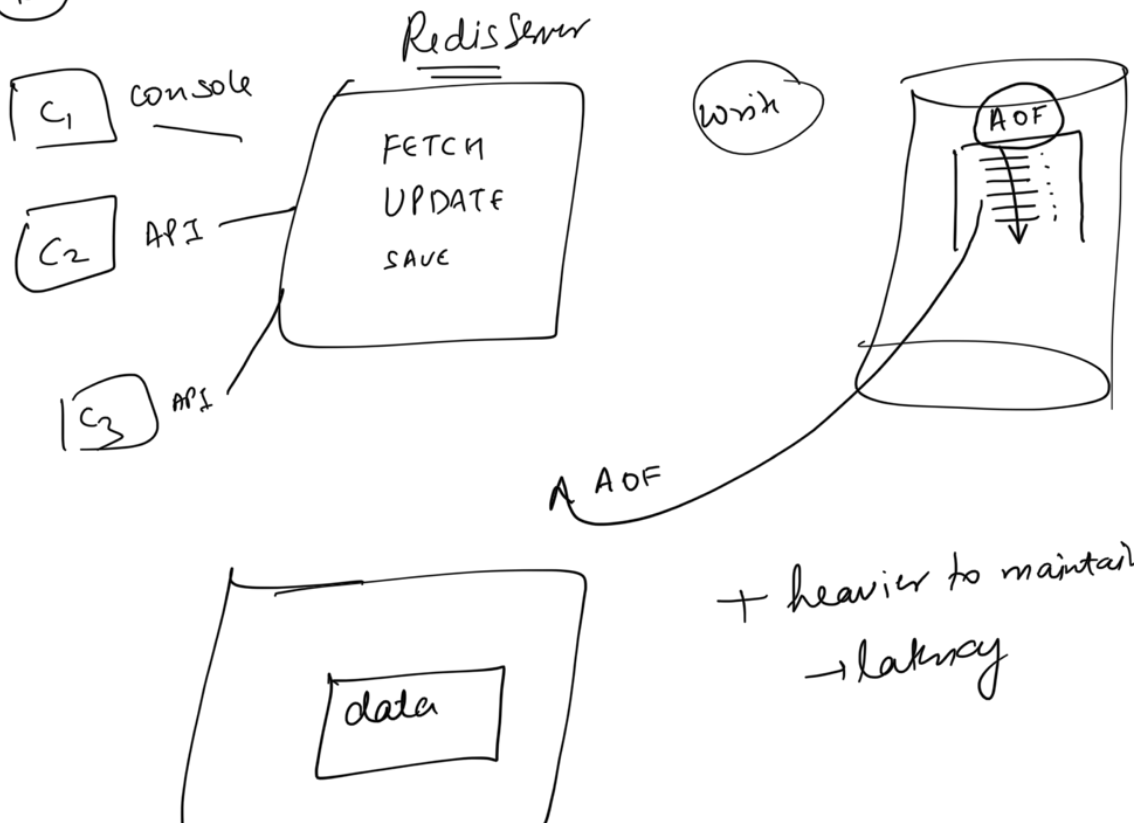 Redis Server
C1 console
FETCH
UPDATE
SAVE
C2 API
C3 API
Write
AOF
AOF
+ heavier to maintain
→ latency
data